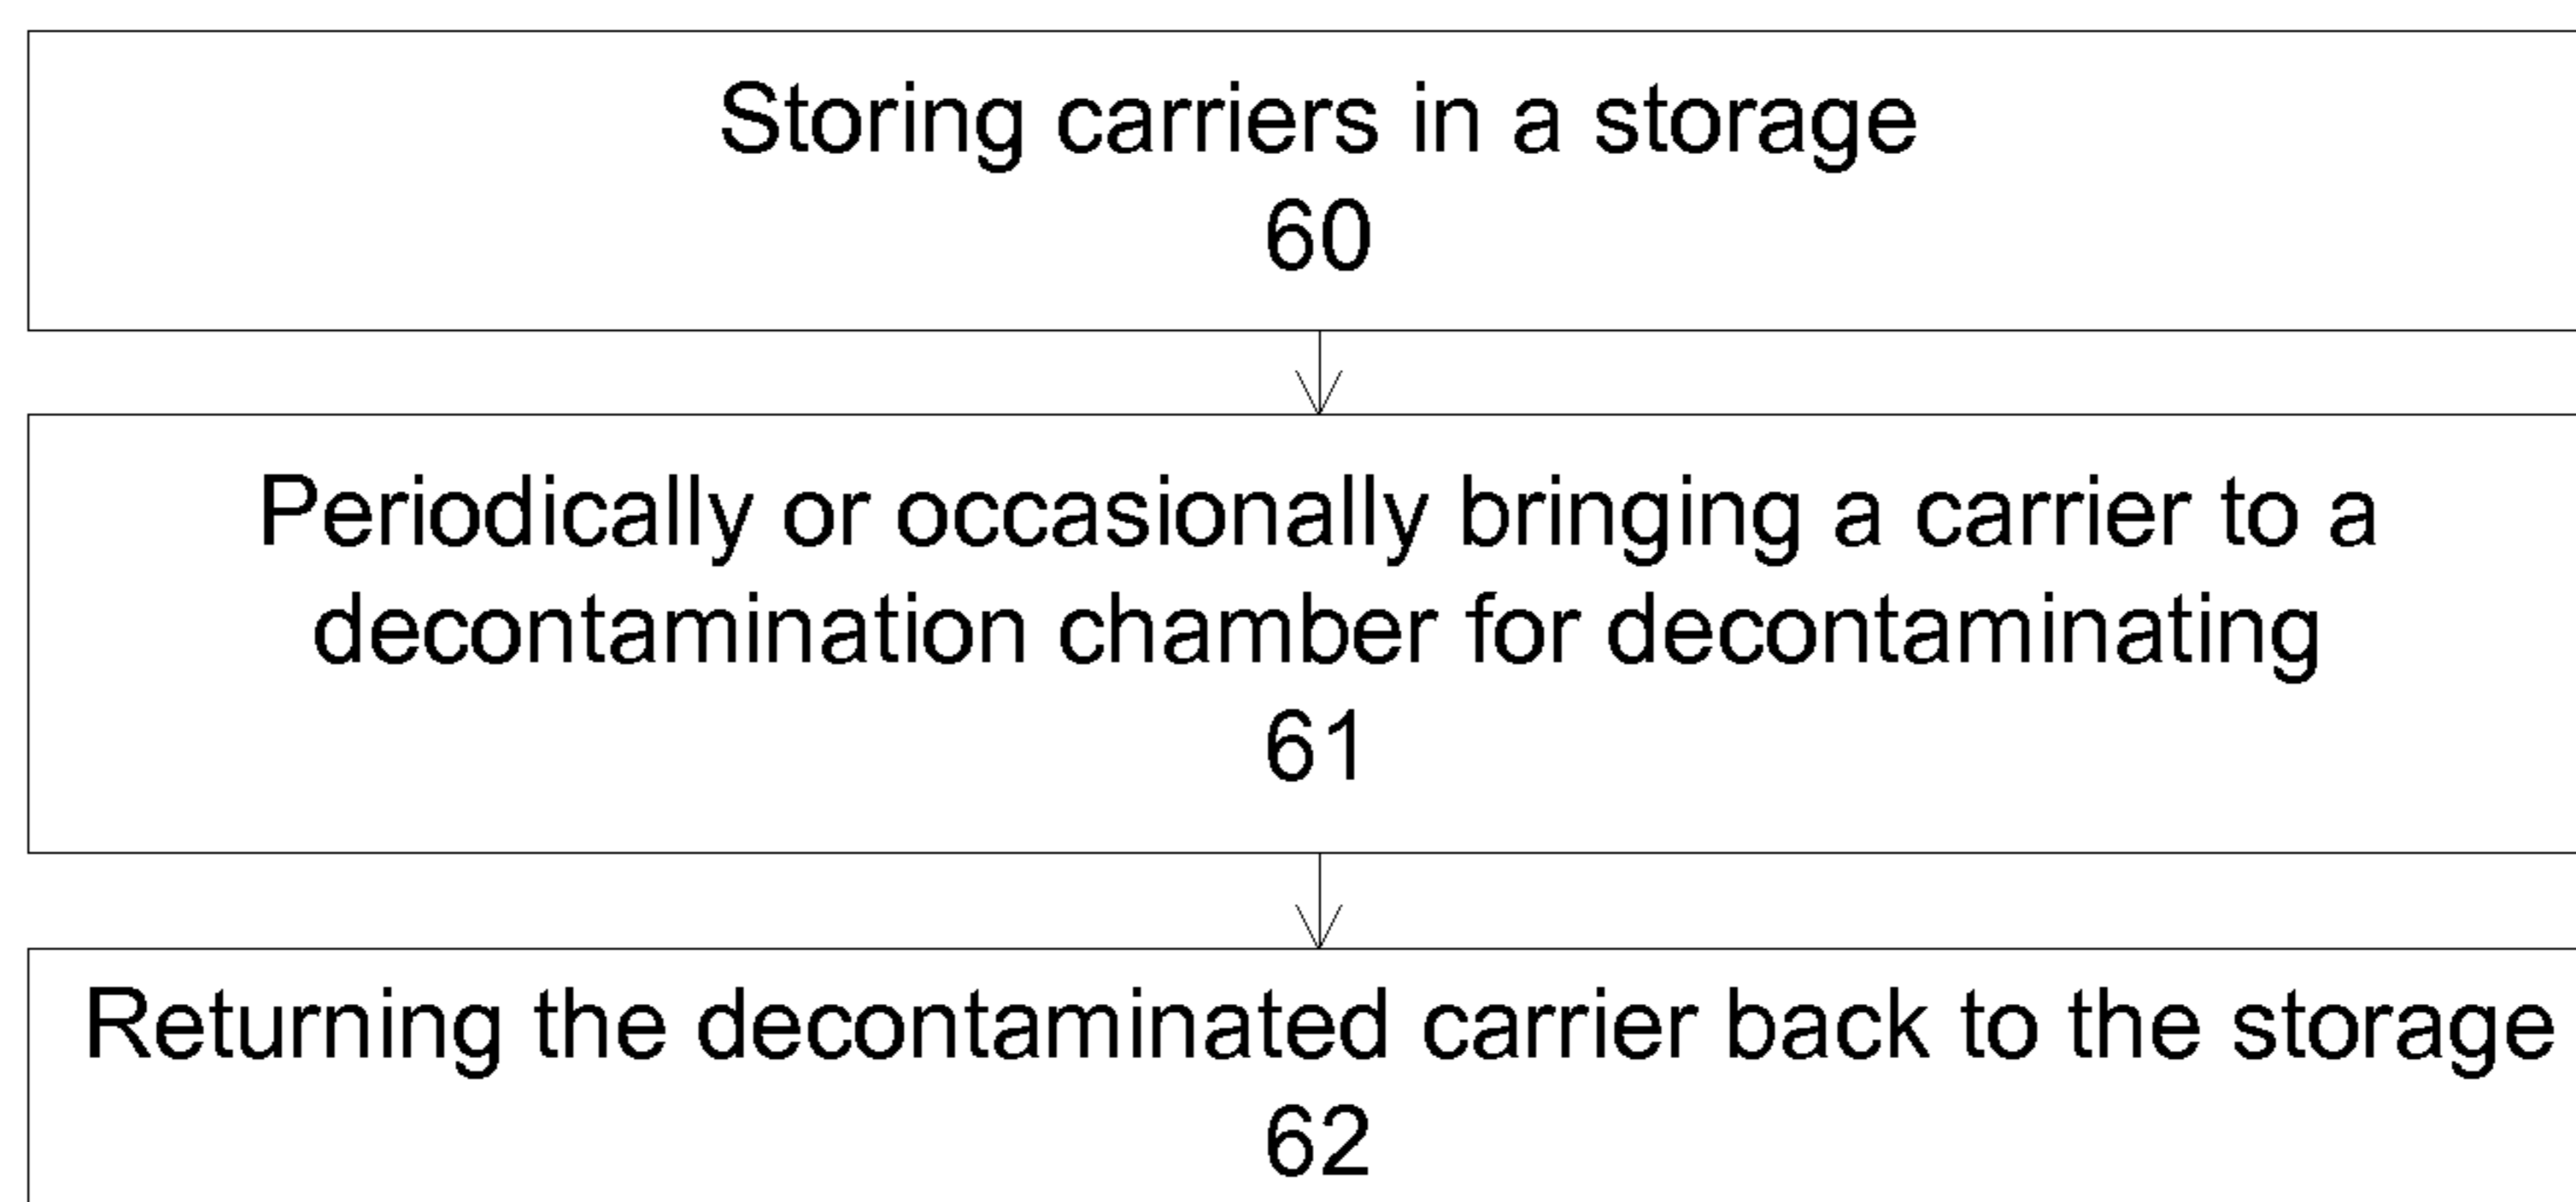 Storing carriers in a storage
60
Periodically or occasionally bringing a carrier to a
decontamination chamber for decontaminating
61
Returning the decontaminated carrier back to the storage
62